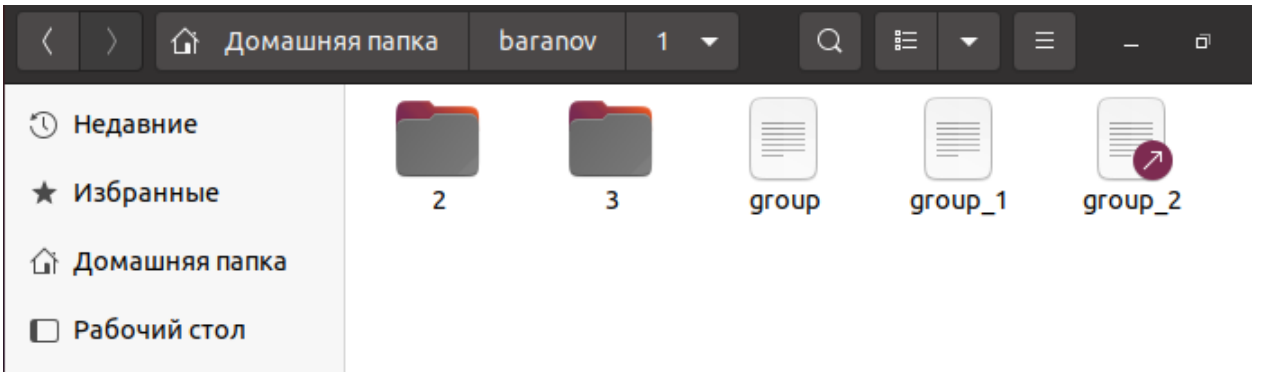 Домашняя папка baranov 1
Недавние
Избранные
Домашняя папка
Рабочий стол
2 3 group group_1 group_2